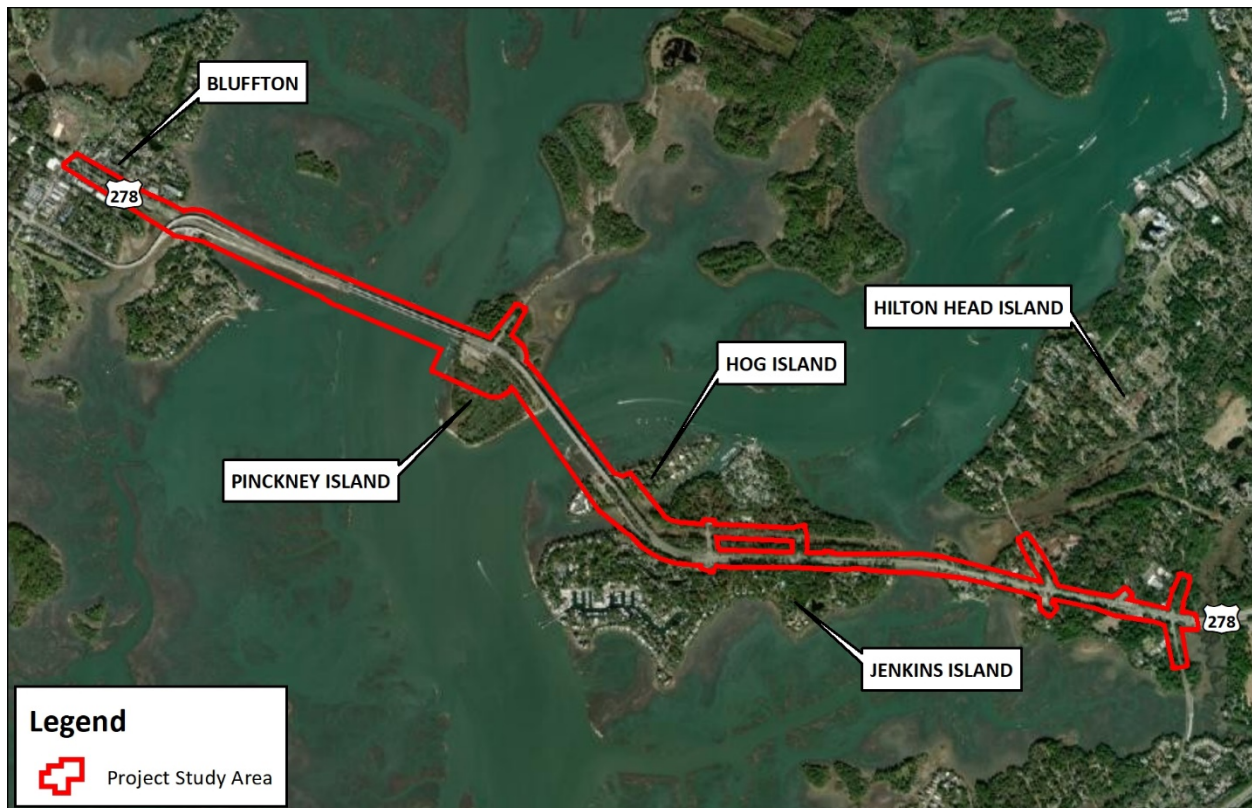 BLUFFTON
278
HILTON HEAD ISLAND
HOG ISLAND
PINCKNEY ISLAND
278
JENKINS ISLAND
Legend
Project Study Area